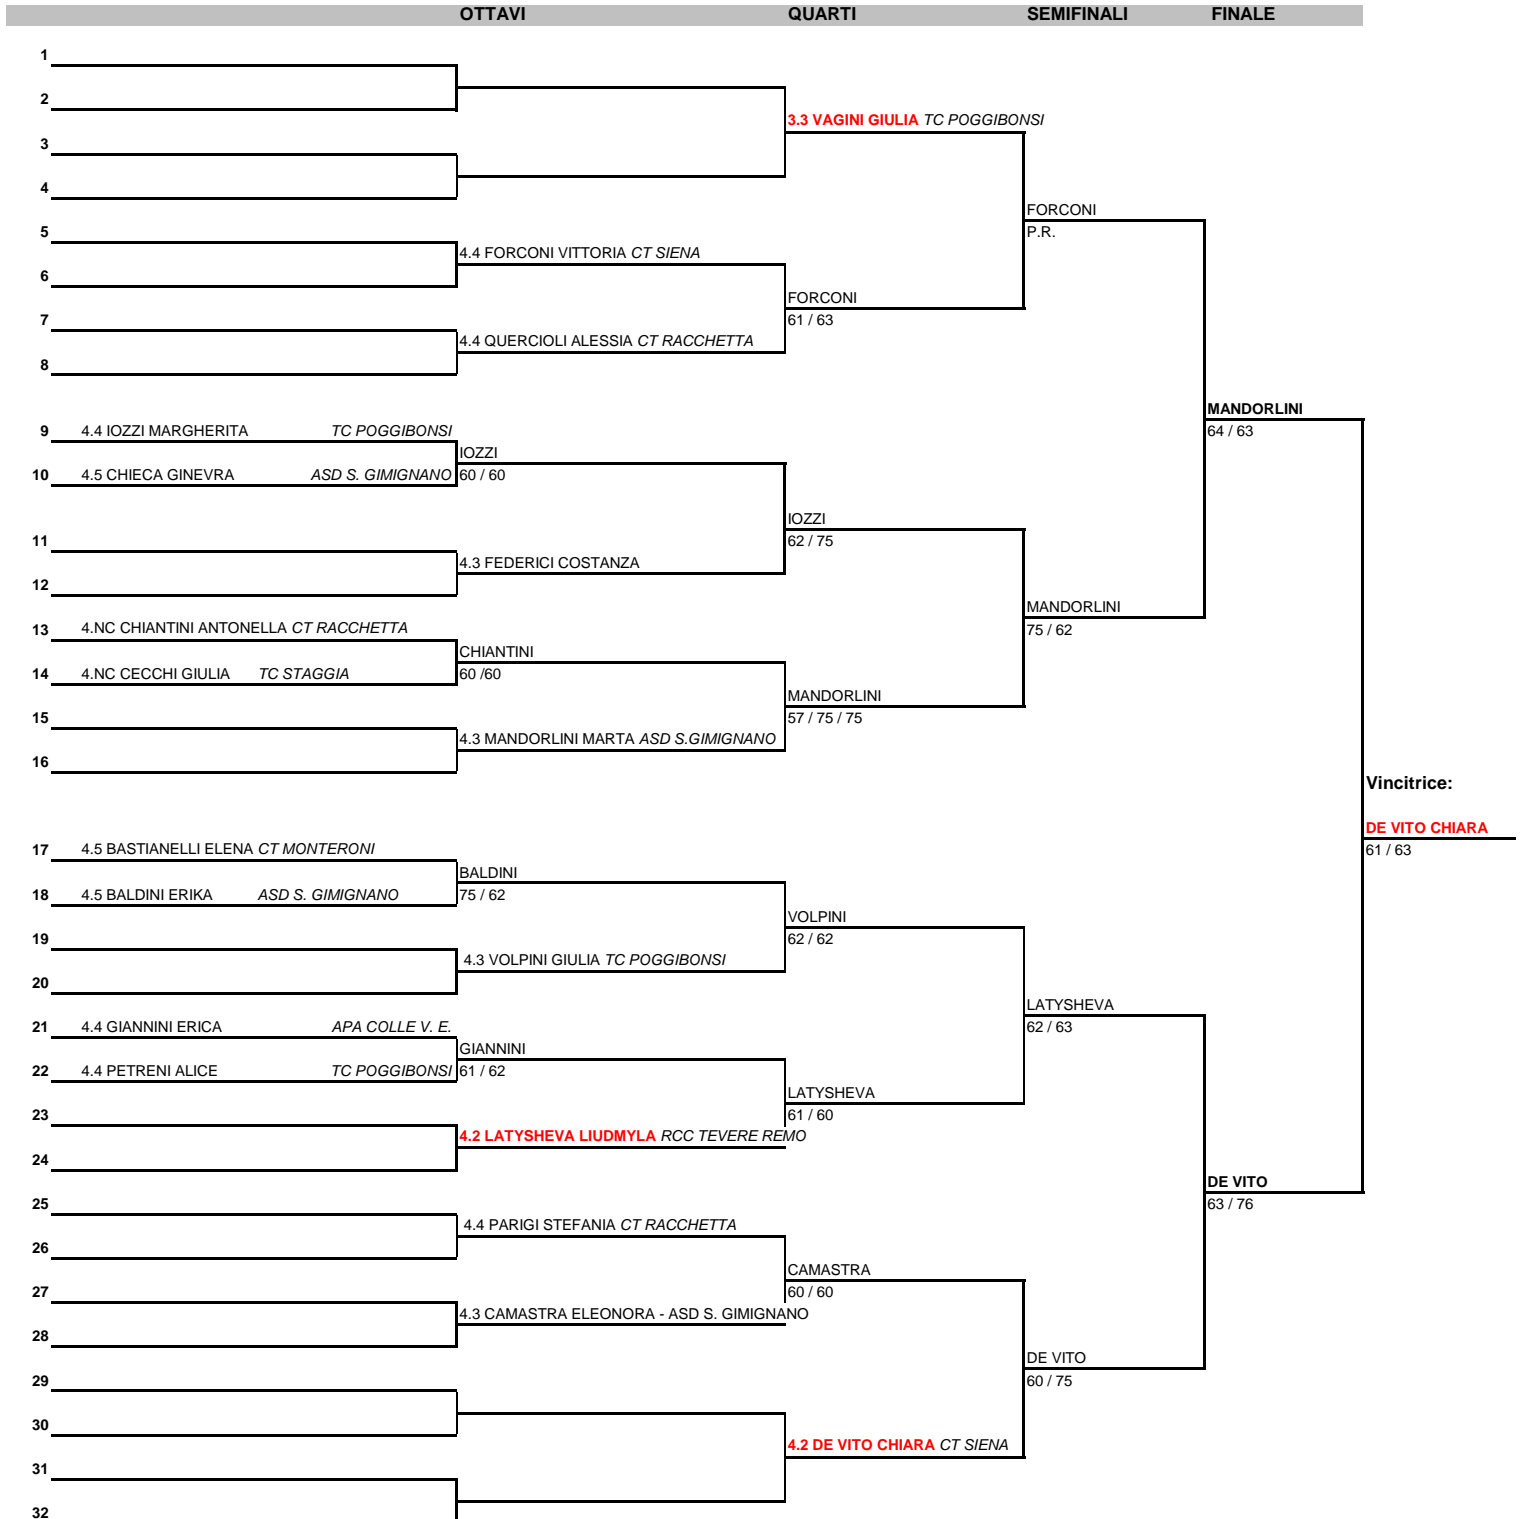 OTTAVI QUARTI SEMIFINALI FINALE
1
2
3.3 VAGINI GIULIA TC POGGIBONSI
3
4
FORCONI
5
P.R.
4.4 FORCONI VITTORIA CT SIENA
6
FORCONI
7
61 / 63
4.4 QUERCIOLI ALESSIA CT RACCHETTA
8
MANDORLINI
9 4.4 IOZZI MARGHERITA TC POGGIBONSI
64 / 63
IOZZI
10 4.5 CHIECA GINEVRA ASD S. GIMIGNANO 60 / 60
IOZZI
11
62 / 75
4.3 FEDERICI COSTANZA
12
MANDORLINI
13 4.NC CHIANTINI ANTONELLA CT RACCHETTA
75 / 62
CHIANTINI
14 4.NC CECCHI GIULIA TC STAGGIA 60 /60
MANDORLINI
15
57 / 75 / 75
4.3 MANDORLINI MARTA ASD S.GIMIGNANO
16
Vincitrice:
DE VITO CHIARA
17 4.5 BASTIANELLI ELENA CT MONTERONI
61 / 63
BALDINI
18 4.5 BALDINI ERIKA ASD S. GIMIGNANO 75 / 62
VOLPINI
19
62 / 62
4.3 VOLPINI GIULIA TC POGGIBONSI
20
LATYSHEVA
21 4.4 GIANNINI ERICA APA COLLE V. E.
62 / 63
GIANNINI
22 4.4 PETRENI ALICE TC POGGIBONSI 61 / 62
LATYSHEVA
23
61 / 60
4.2 LATYSHEVA LIUDMYLA RCC TEVERE REMO
24
DE VITO
25
63 / 76
4.4 PARIGI STEFANIA CT RACCHETTA
26
CAMASTRA
27
60 / 60
4.3 CAMASTRA ELEONORA - ASD S. GIMIGNANO
28
DE VITO
29
60 / 75
30
4.2 DE VITO CHIARA CT SIENA
31
32